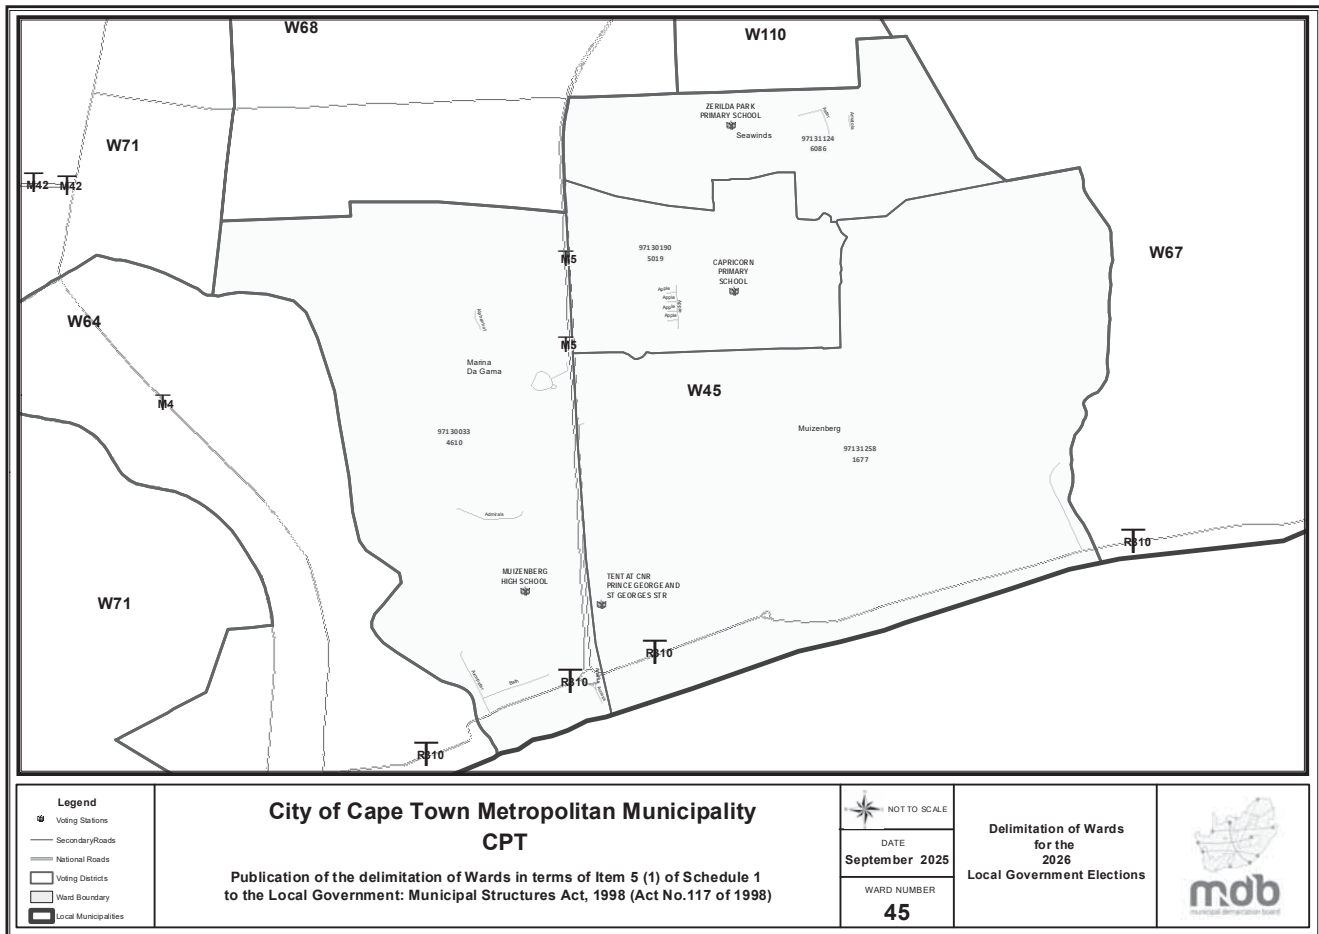 W68
W110
ZERILDA PARK
PRIMARY SCHOOL
Seawinds
97131124
6086
W71
M42
M42
M5
97130190
5019
CAPRICORN
PRIMARY
SCHOOL
W67
Apple
Apple
Apple
Apple
Apple
W64
M5
Marina
Da Gama
W45
M4
97130033
4610
Muizenberg
97131258
1677
Admirals
R310
MUIZENBERG
HIGH SCHOOL
TENT AT CNR
PRINCE GEORGE AND
ST GEORGES STR
W71
R310
R310
Beth
R310
Legend
Voting Stations
SecondaryRoads
National Roads
Voting Districts
Ward Boundary
Local Municipalities
City of Cape Town Metropolitan Municipality
CPT
Publication of the delimitation of Wards in terms of Item 5 (1) of Schedule 1
to the Local Government: Municipal Structures Act, 1998 (Act No.117 of 1998)
NOT TO SCALE
DATE
September 2025
WARD NUMBER
45
Delimitation of Wards
for the
2026
Local Government Elections
mdb
municipal demarcation board